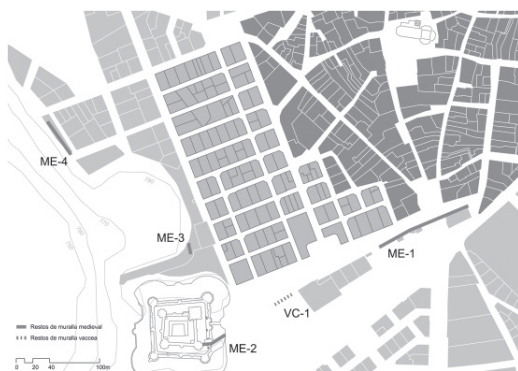 ME-4
ME-3
ME-1
VC-1
ME-2
Restos de muralla medieval
Restos de muralla vaccea
0 20 40 100m